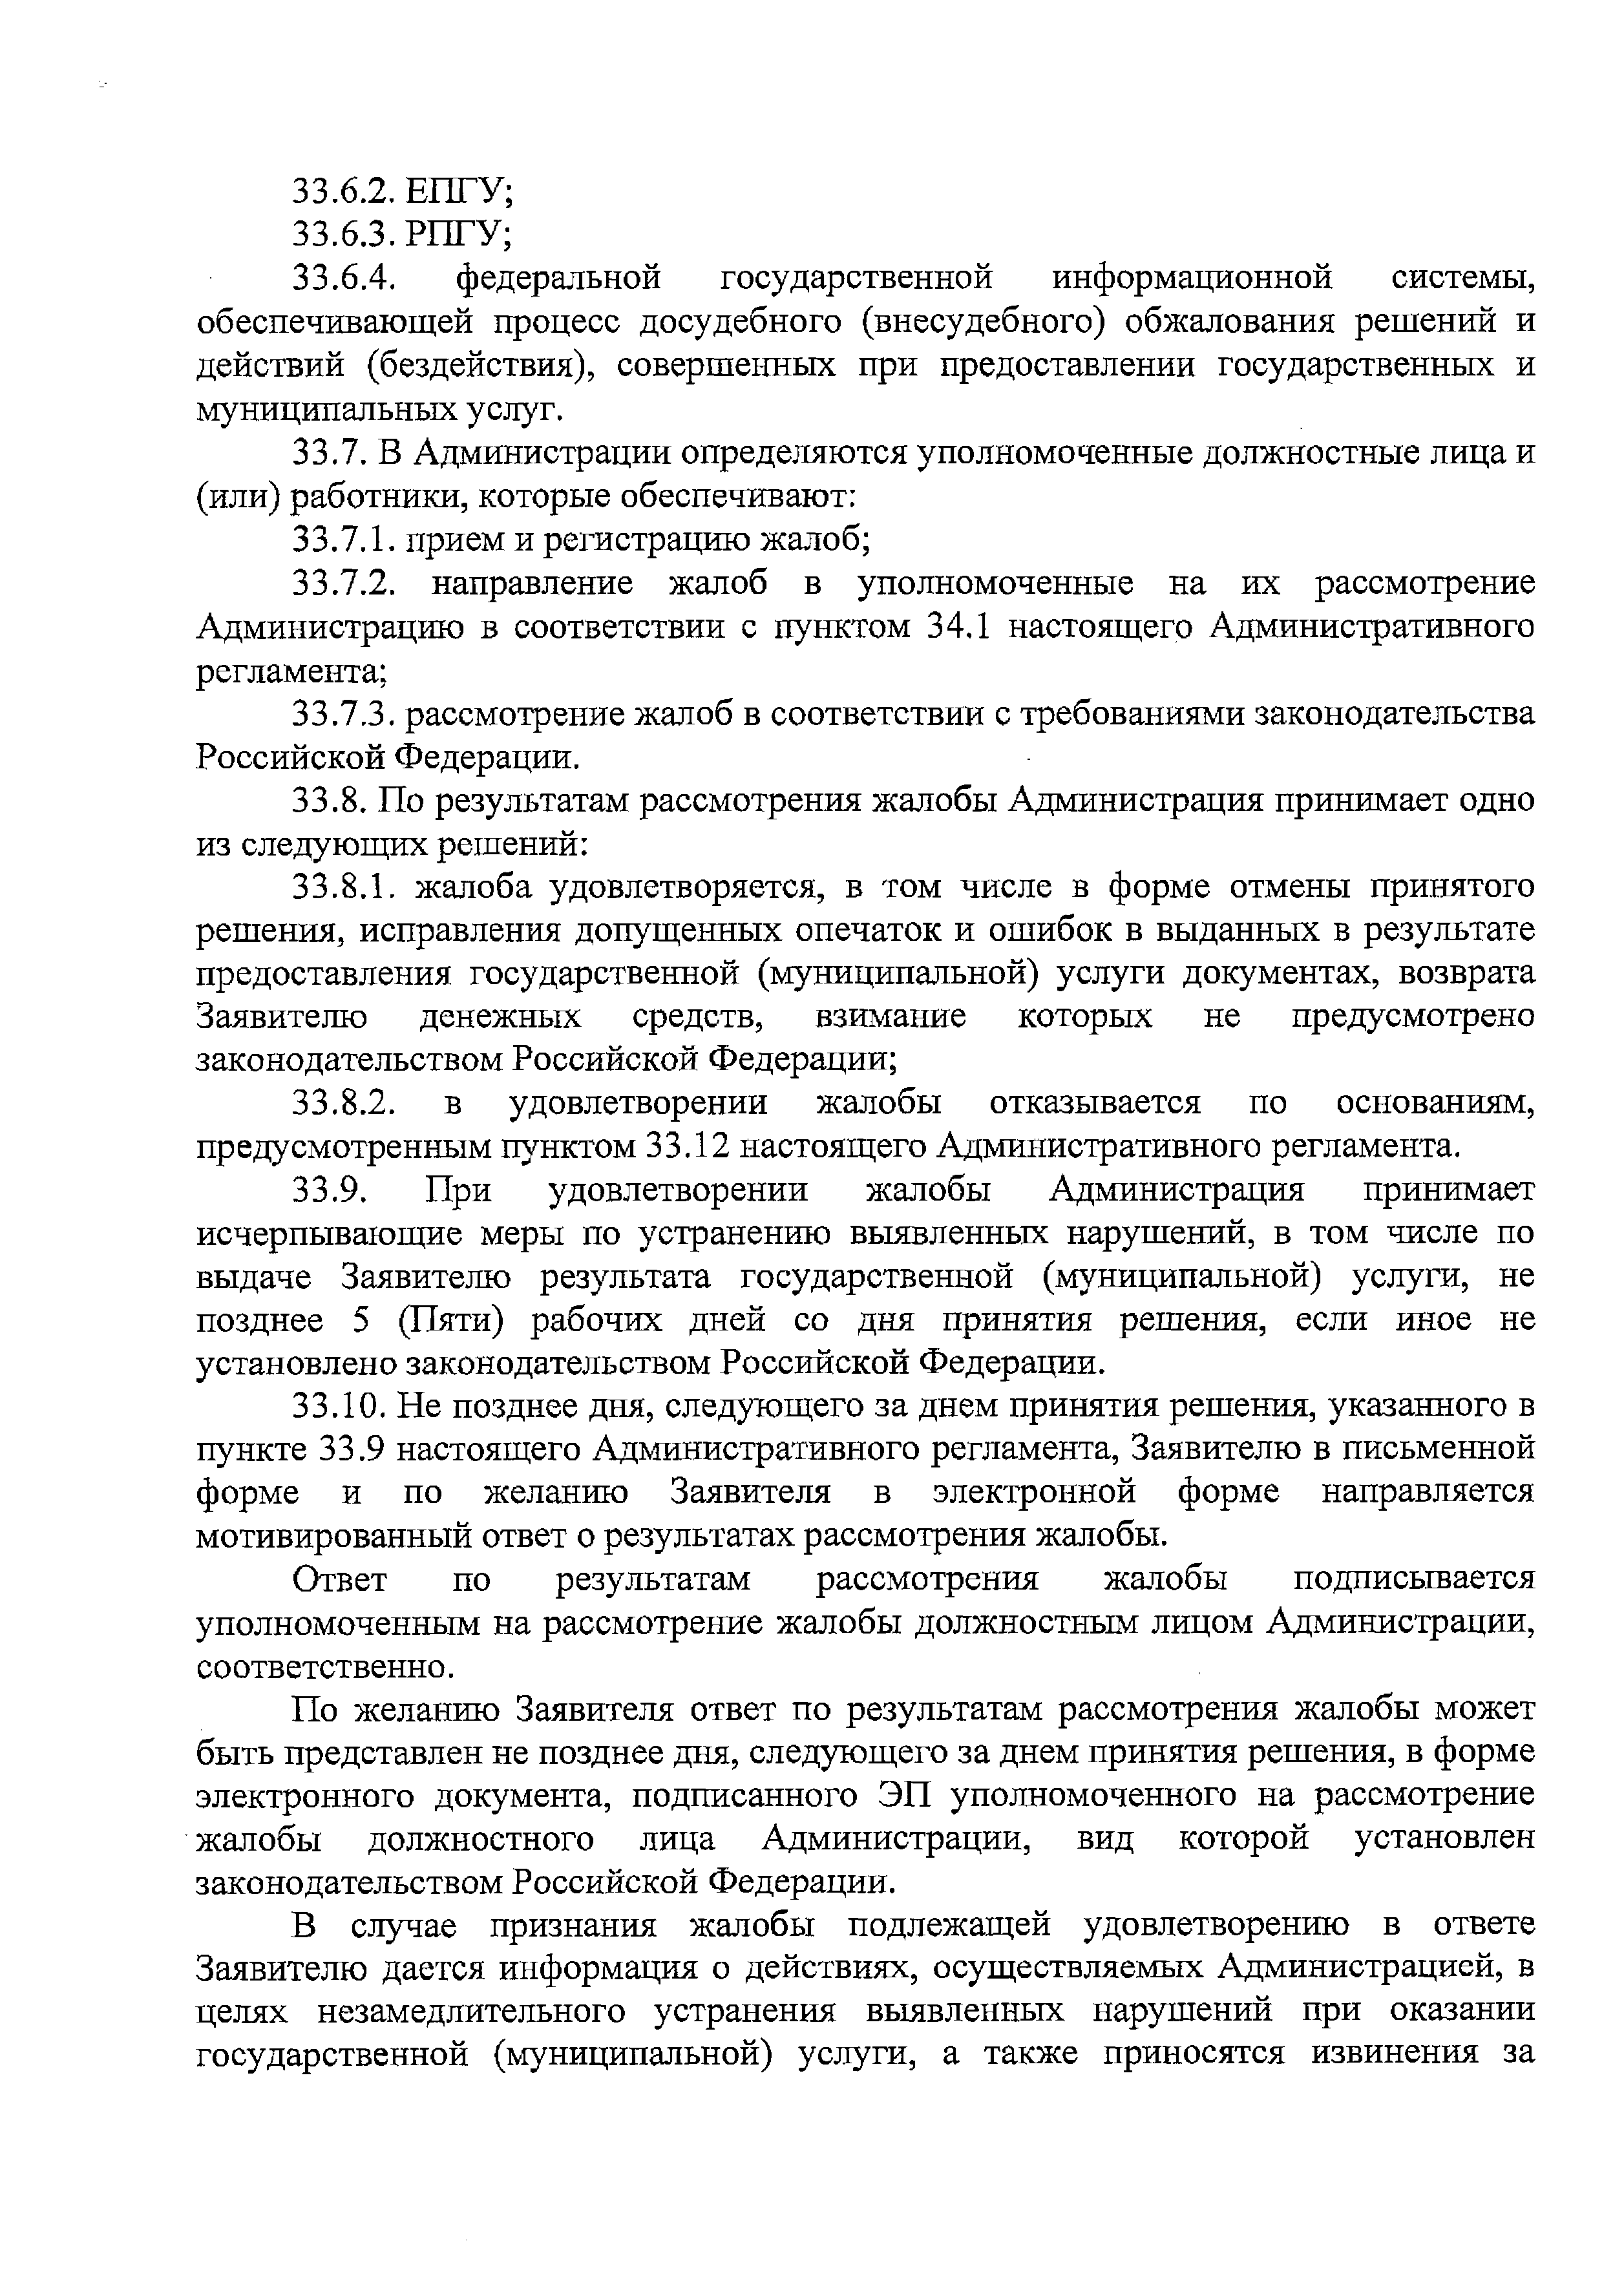 33.6.2. ЕПГУ;
33.6.3. РПГУ;
33.6.4. федеральной государственной информационной системы,
обеспечивающей процесс досудебного (внесудебного) обжалования решений и
действий (бездействия), совершенных при предоставлении государственных и
муниципальных услуг.
33.7. В Администрации определяются уполномоченные должностные лица и
(или) работники, которые обеспечивают:
33.7.1. прием и регистрацию жалоб;
33.7.2. направление жалоб в уполномоченные на их рассмотрение
Администрацию в соответствии с пунктом 34.1 настоящего Административного
регламента;
33.7.3. рассмотрение жалоб в соответствии с требованиями законодательства
Российской Федерации.
33.8. По результатам рассмотрения жалобы Администрация принимает одно
из следующих решений:
33.8.1. жалоба удовлетворяется, в том числе в форме отмены принятого
решения, исправления допущенных опечаток и ошибок в выданных в результате
предоставления государственной (муниципальной) услуги документах, возврата
Заявителю денежных средств, взимание которых не предусмотрено
законодательством Российской Федерации;
33.8.2. в удовлетворении жалобы отказывается по основаниям,
предусмотренным пунктом 33.12 настоящего Административного регламента.
33.9. При удовлетворении жалобы Администрация принимает
исчерпывающие меры по устранению выявленных нарушений, в том числе по
выдаче Заявителю результата государственной (муниципальной) услуги, не
позднее 5 (Пяти) рабочих дней со дня принятия решения, если иное не
установлено законодательством Российской Федерации.
33.10. Не позднее дня, следующего за днем принятия решения, указанного в
пункте 33.9 настоящего Административного регламента, Заявителю в письменной
форме и по желанию Заявителя в электронной форме направляется
мотивированный ответ о результатах рассмотрения жалобы.
Ответ по результатам рассмотрения жалобы подписывается
уполномоченным на рассмотрение жалобы должностным лицом Администрации,
соответственно.
По желанию Заявителя ответ по результатам рассмотрения жалобы может
быть представлен не позднее дня, следующего за днем принятия решения, в форме
электронного документа, подписанного ЭП уполномоченного на рассмотрение
жалобы должностного лица Администрации, вид которой установлен
законодательством Российской Федерации.
В случае признания жалобы подлежащей удовлетворению в ответе
Заявителю дается информация о действиях, осуществляемых Администрацией, в
целях незамедлительного устранения выявленных нарушений при оказании
государственной (муниципальной) услуги, а также приносятся извинения за